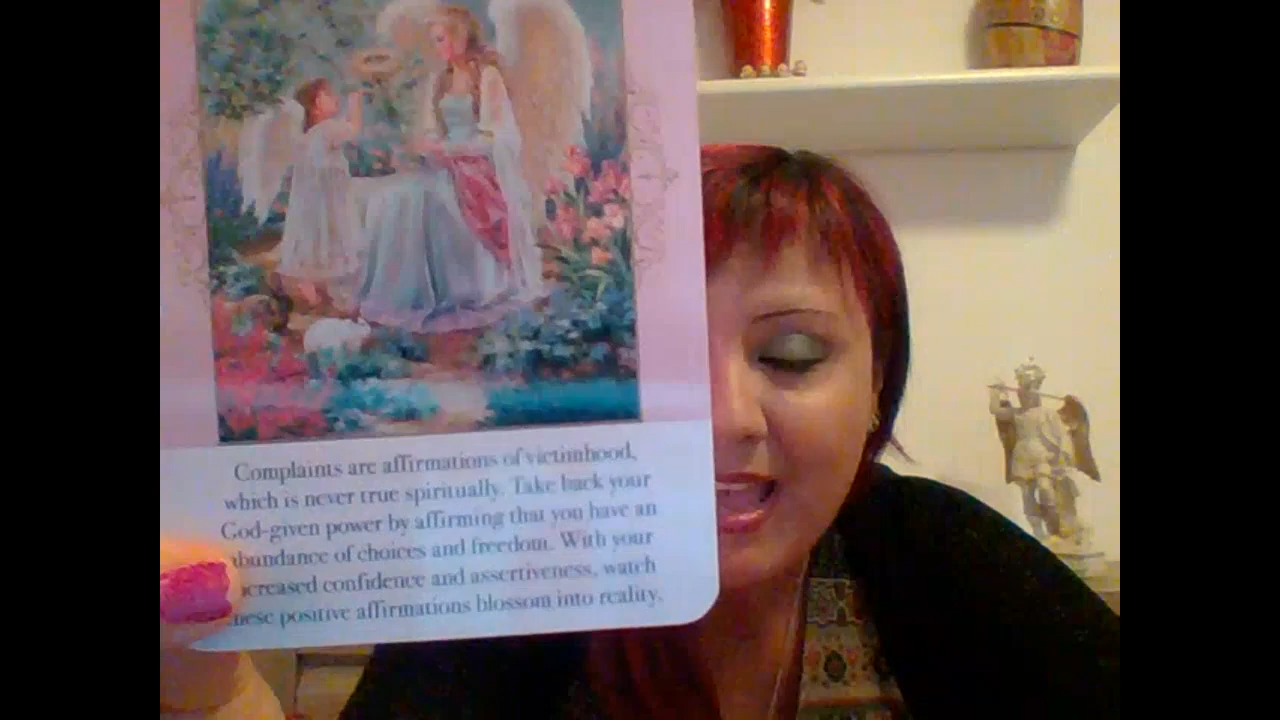 Complaints are affirmations of victimhood,
which is never true spiritually. Take back your
God-given power by affirming that you have an
abundance of choices and freedom. With your
increased confidence and assertiveness, watch
these positive affirmations blossom into reality.